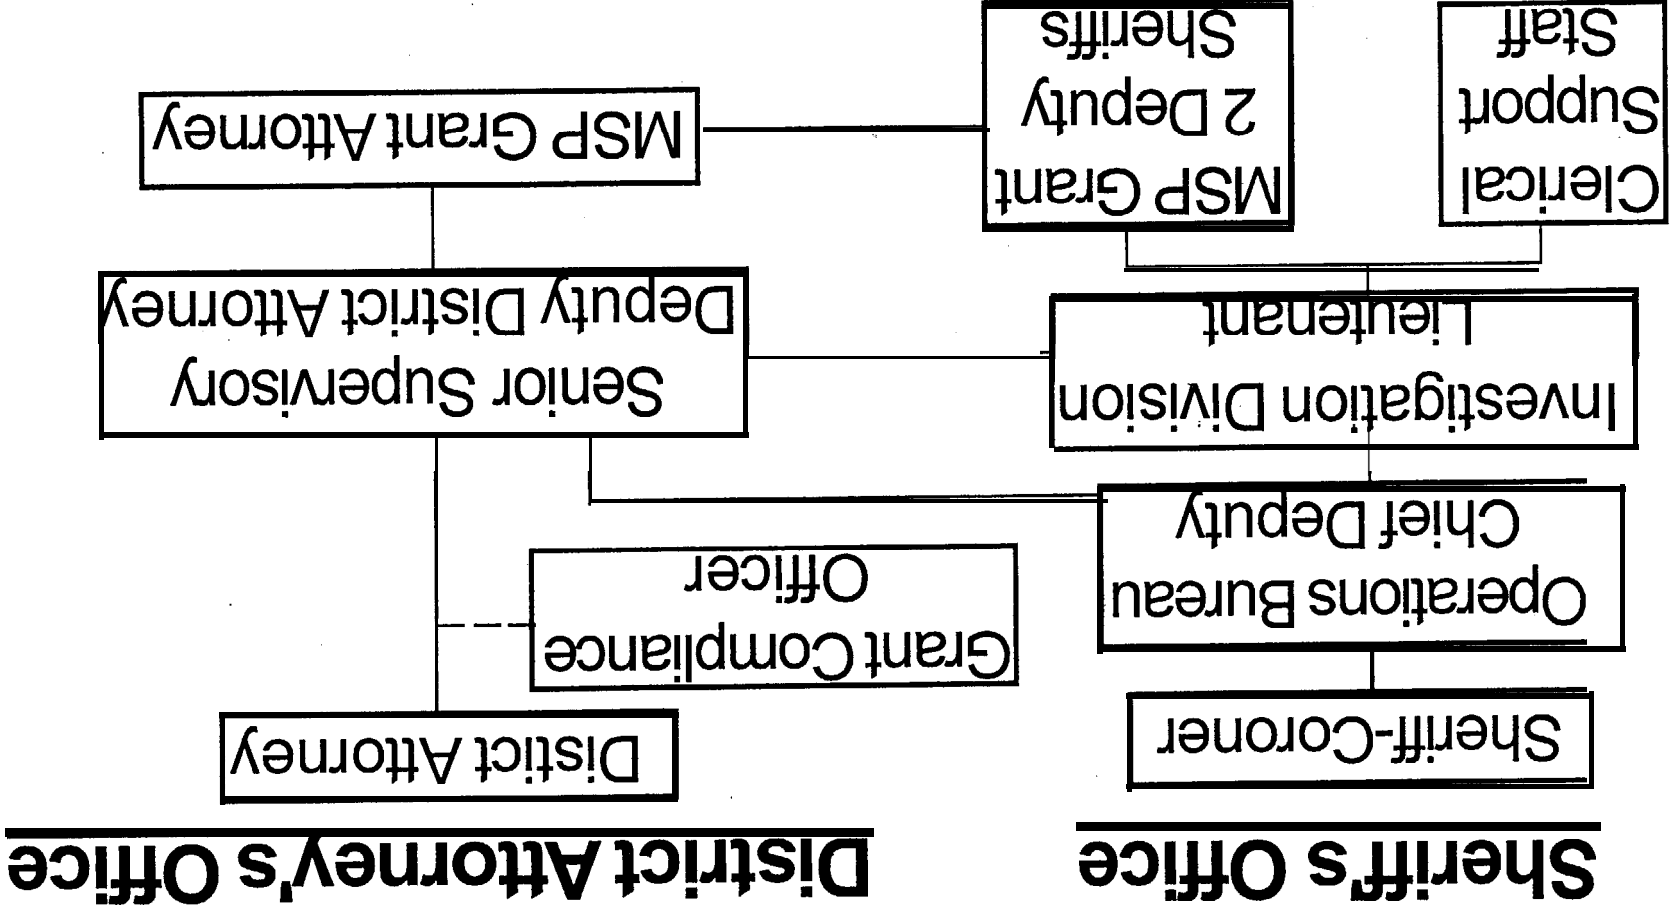 Sheriff's Office
District Attorney's Office
Sheriff-Coroner
Distict Attorney
Grant Compliance
Officer
Operations Bureau
Chief Deputy
Investigation Division
Lieutenant
Senior Supervisory
Deputy District Attorney
Clerical
Support
Staff
MSP Grant
2 Deputy
Sheriffs
MSP Grant Attorney